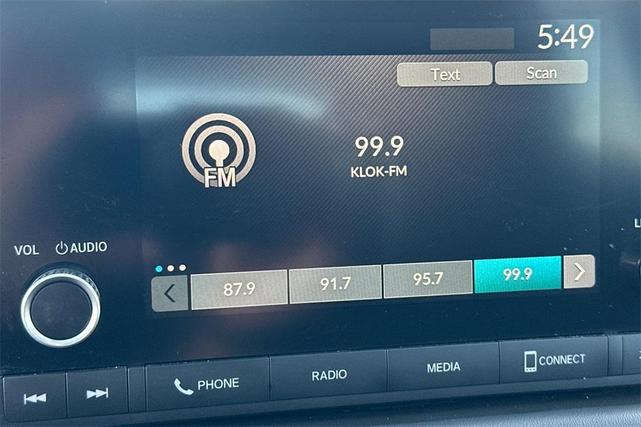 5:49
Text Scan
99.9
FM
KLOK-FM
VOL AUDIO
87.9 91.7 95.7 99.9
PHONE RADIO MEDIA CONNECT